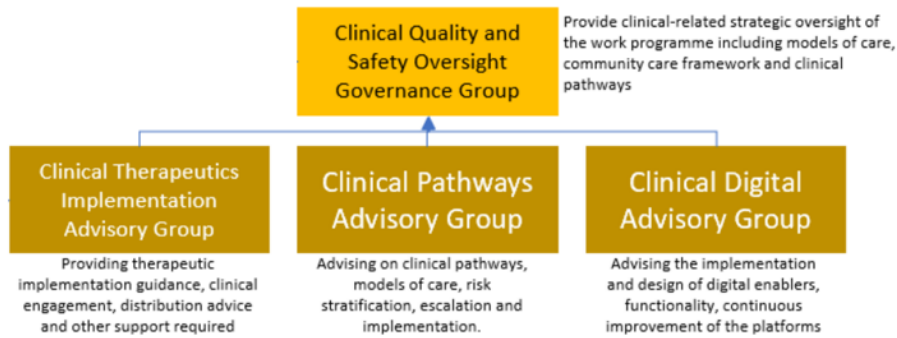 Clinical Quality and
Safety Oversight
Governance Group
Provide clinical-related strategic oversight of
the work programme including models of care,
community care framework and clinical
pathways
Clinical Therapeutics
Implementation
Advisory Group
Providing therapeutic
implementation guidance, clinical
engagement, distribution advice
and other support required
Clinical Pathways
Advisory Group
Advising on clinical pathways,
models of care, risk
stratification, escalation and
implementation.
Clinical Digital
Advisory Group
Advising the implementation
and design of digital enablers,
functionality, continuous
improvement of the platforms